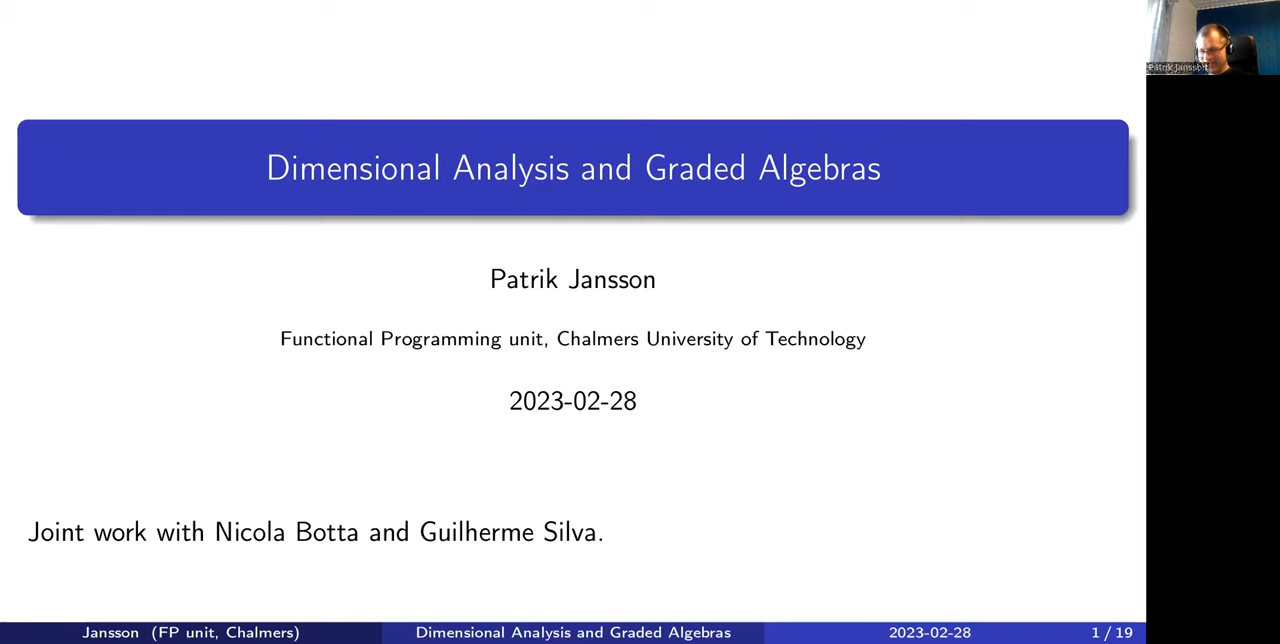 Dimensional Analysis and Graded Algebras
Patrik Jansson
Functional Programming unit, Chalmers University of Technology
2023-02-28
Joint work with Nicola Botta and Guilherme Silva.
Jansson (FP unit, Chalmers) Dimensional Analysis and Graded Algebras 2023-02-28 1 / 19
Patrik Jansson